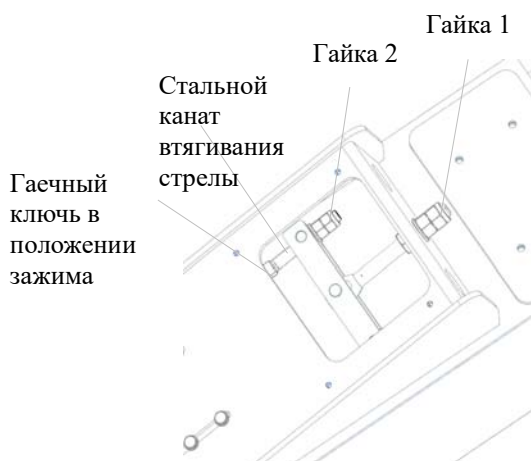 Гайка 1
Гайка 2
Стальной
канат
втягивания
стрелы
Гаечный
ключь в
положении
зажима